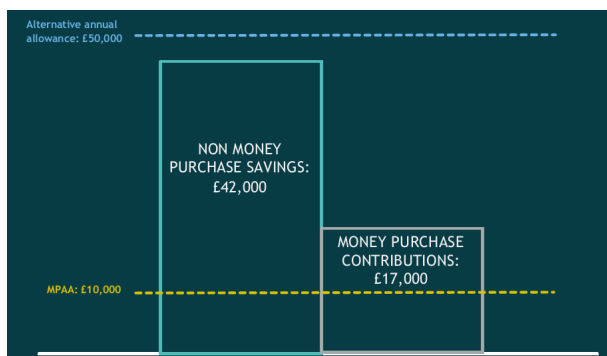 Alternative annual
allowance: £50,000
NON MONEY
PURCHASE SAVINGS:
£42,000
MONEY PURCHASE
CONTRIBUTIONS:
£17,000
MPAA: £10,000